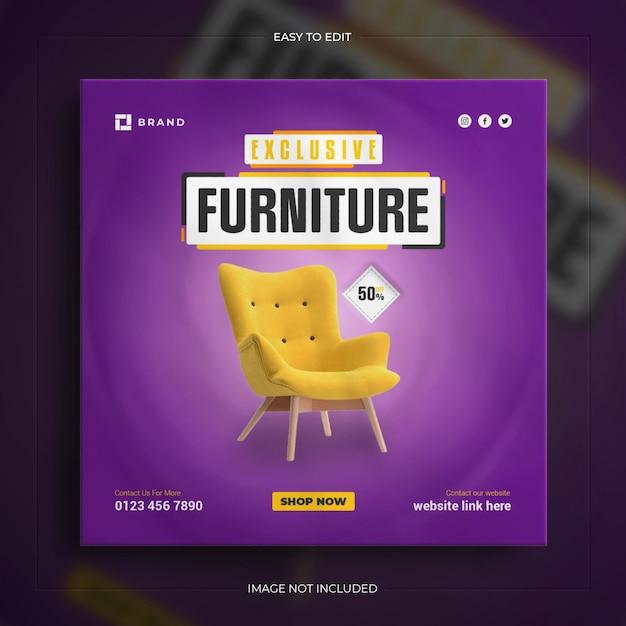 EASY TO EDIT
BRAND
EXCLUSIVE
FURNITURE
50% OFF
Contact Us For More
0123 456 7890
SHOP NOW
Contact our website
website link here
IMAGE NOT INCLUDED